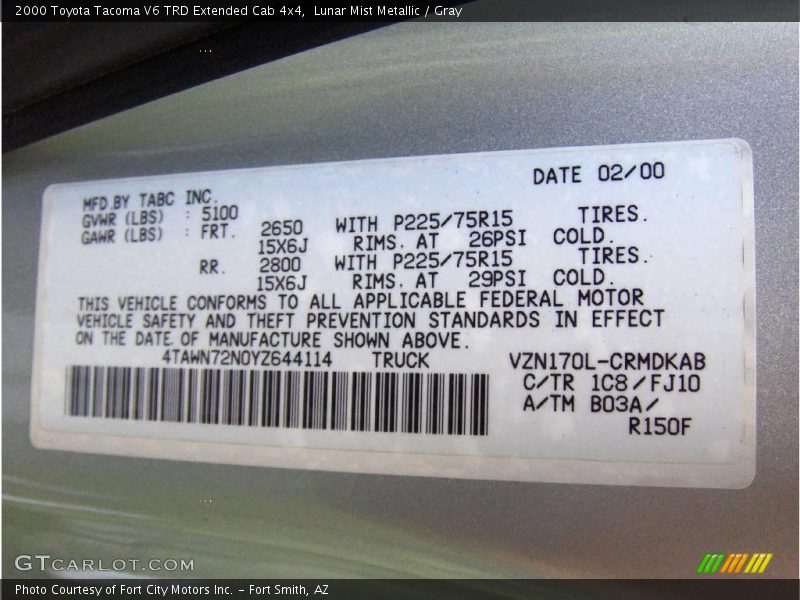 2000 Toyota Tacoma V6 TRD Extended Cab 4x4,  Lunar Mist Metallic / Gray
DATE 02/00
MFD.BY TABC INC.
GVWR (LBS) : 5100
GAWR (LBS) : FRT. 2650 WITH P225/75R15 TIRES.
15X6J RIMS. AT 26PSI COLD.
RR. 2800 WITH P225/75R15 TIRES.
15X6J RIMS. AT 29PSI COLD.
THIS VEHICLE CONFORMS TO ALL APPLICABLE FEDERAL MOTOR
VEHICLE SAFETY AND THEFT PREVENTION STANDARDS IN EFFECT
ON THE DATE OF MANUFACTURE SHOWN ABOVE.
4TAWN72N0YZ644114 TRUCK VZN170L-CRMDKAB
C/TR 1C8/FJ10
A/TM B03A/
R150F
GTCARLOT.COM
Photo Courtesy of Fort City Motors Inc. - Fort Smith, AZ